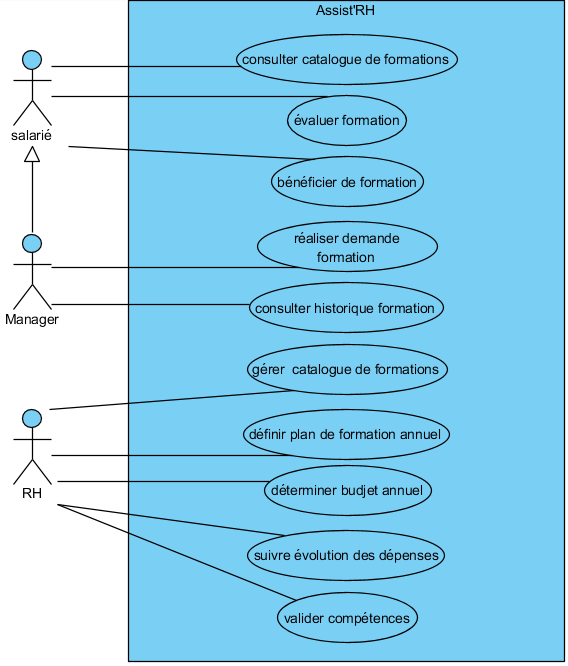 Assist'RH
consulter catalogue de formations
évaluer formation
salarié
bénéficier de formation
réaliser demande
formation
consulter historique formation
Manager
gérer catalogue de formations
définir plan de formation annuel
déterminer budjet annuel
RH
suivre évolution des dépenses
valider compétences